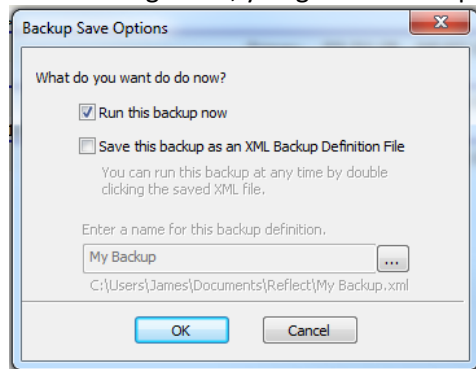 Backup Save Options
What do you want do do now?
Run this backup now
Save this backup as an XML Backup Definition File
You can run this backup at any time by double
clicking the saved XML file.
Enter a name for this backup definition.
My Backup
...
C:\Users\James\Documents\Reflect\My Backup.xml
OK Cancel